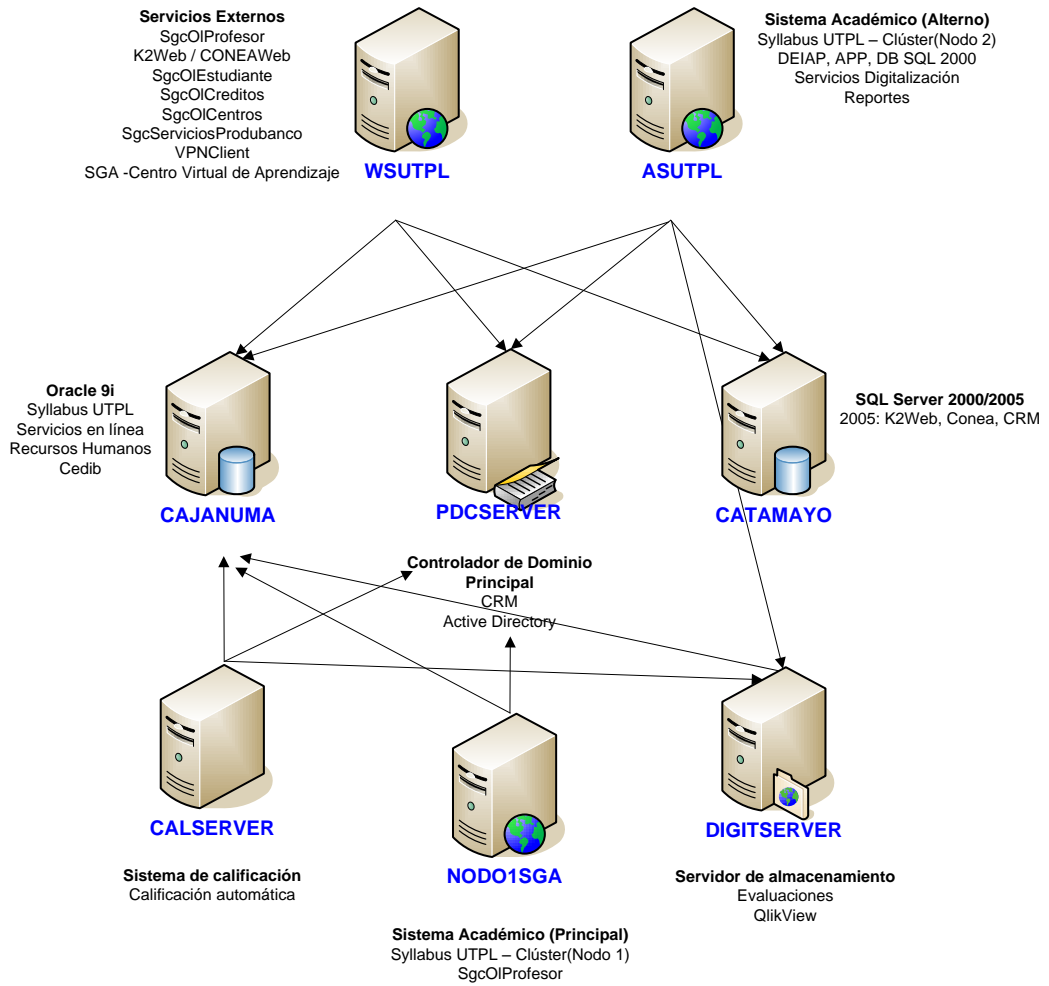 Servicios Externos
SgcOlProfesor
K2Web / CONEAWeb
SgcOlEstudiante
SgcOlCreditos
SgcOlCentros
SgcServiciosProdubanco
VPNClient
SGA -Centro Virtual de Aprendizaje
WSUTPL
Sistema Académico (Alterno)
Syllabus UTPL – Clúster(Nodo 2)
DEIAP, APP, DB SQL 2000
Servicios Digitalización
Reportes
ASUTPL
Oracle 9i
Syllabus UTPL
Servicios en línea
Recursos Humanos
Cedib
CAJANUMA
PDCSERVER
SQL Server 2000/2005
2005: K2Web, Conea, CRM
CATAMAYO
Controlador de Dominio
Principal
CRM
Active Directory
CALSERVER
Sistema de calificación
Calificación automática
NODO1SGA
Sistema Académico (Principal)
Syllabus UTPL – Clúster(Nodo 1)
SgcOlProfesor
DIGITSERVER
Servidor de almacenamiento
Evaluaciones
QlikView